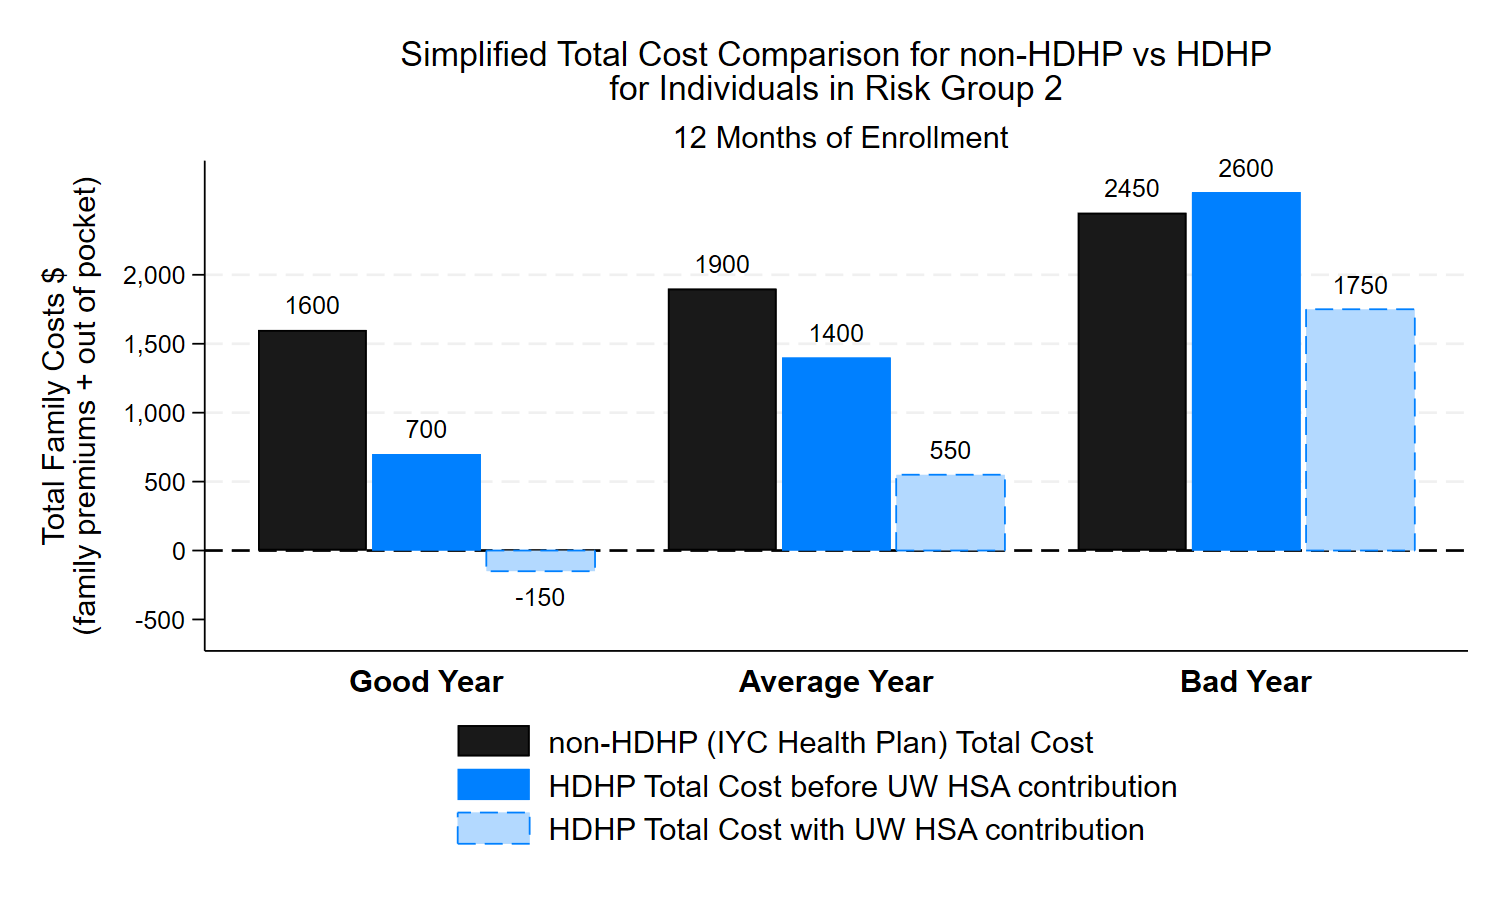 Simplified Total Cost Comparison for non-HDHP vs HDHP
for Individuals in Risk Group 2
12 Months of Enrollment
Total Family Costs $
(family premiums + out of pocket)
2,000
1,500
1,000
500
0
-500
1600
700
-150
1900
1400
550
2450
2600
1750
Good Year
Average Year
Bad Year
non-HDHP (IYC Health Plan) Total Cost
HDHP Total Cost before UW HSA contribution
HDHP Total Cost with UW HSA contribution